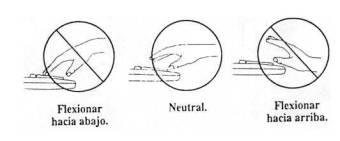 Flexionar
hacia abajo.
Neutral.
Flexionar
hacia arriba.